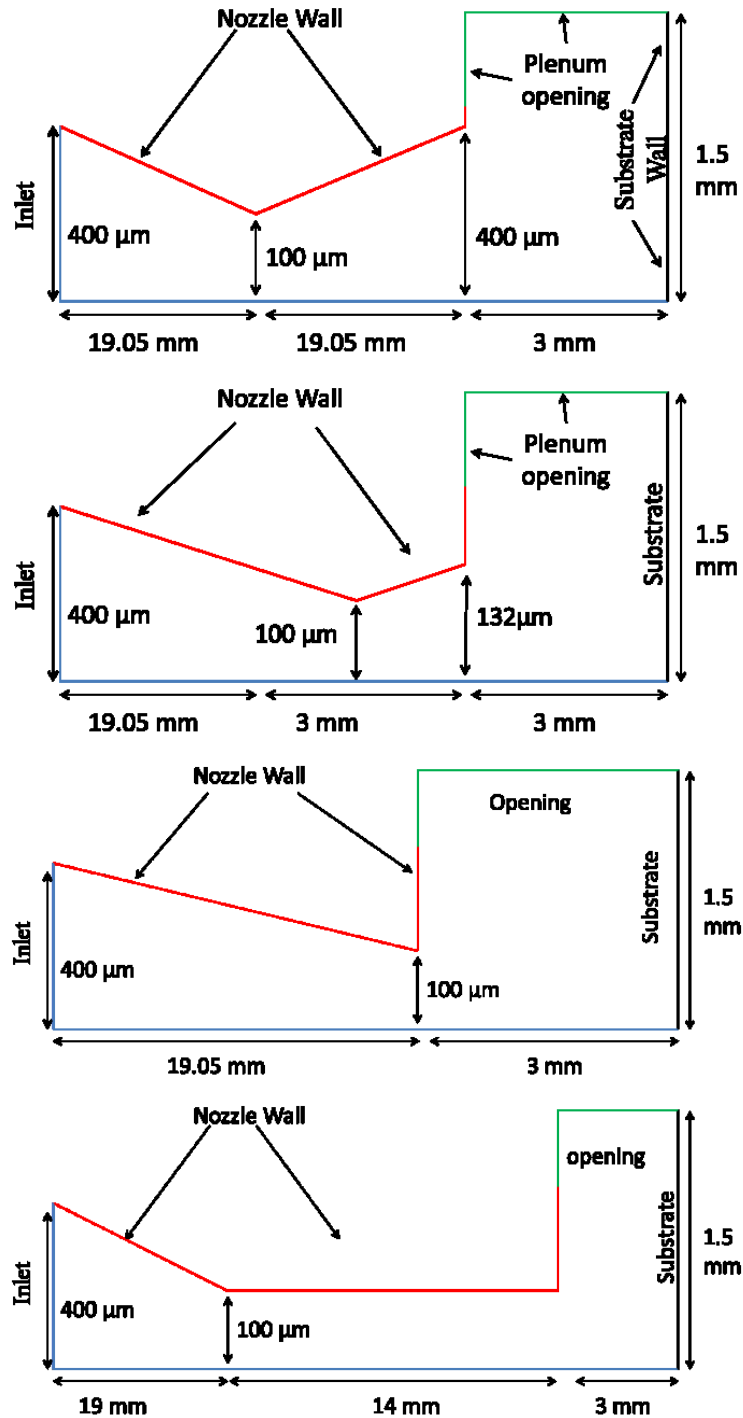 Nozzle Wall
Plenum
opening
Substrate
Wall
1.5
mm
Inlet
400 µm
100 µm
400 µm
19.05 mm
19.05 mm
3 mm
Nozzle Wall
Plenum
opening
Substrate
1.5
mm
Inlet
400 µm
100 µm
132µm
19.05 mm
3 mm
3 mm
Nozzle Wall
Opening
Substrate
1.5
mm
Inlet
400 µm
100 µm
19.05 mm
3 mm
Nozzle Wall
opening
Substrate
1.5
mm
Inlet
400 µm
100 µm
19 mm
14 mm
3 mm